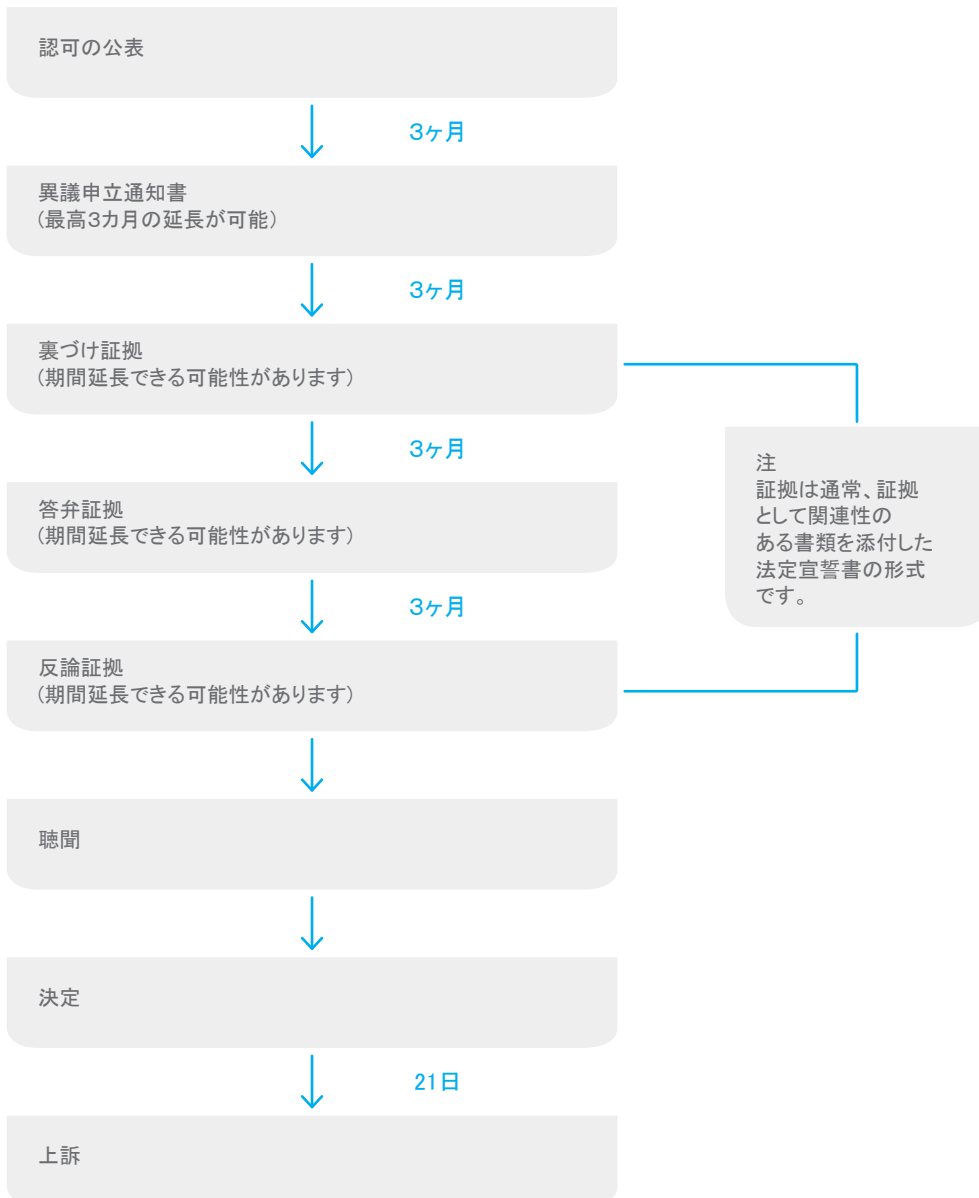 認可の公表
3ヶ月
異議申立通知書
(最高3カ月の延長が可能)
3ヶ月
裏づけ証拠
(期間延長できる可能性があります)
3ヶ月
答弁証拠
(期間延長できる可能性があります)
3ヶ月
反論証拠
(期間延長できる可能性があります)
注
証拠は通常、証拠
として関連性の
ある書類を添付した
法定宣誓書の形式
です。
聴聞
決定
21日
上訴